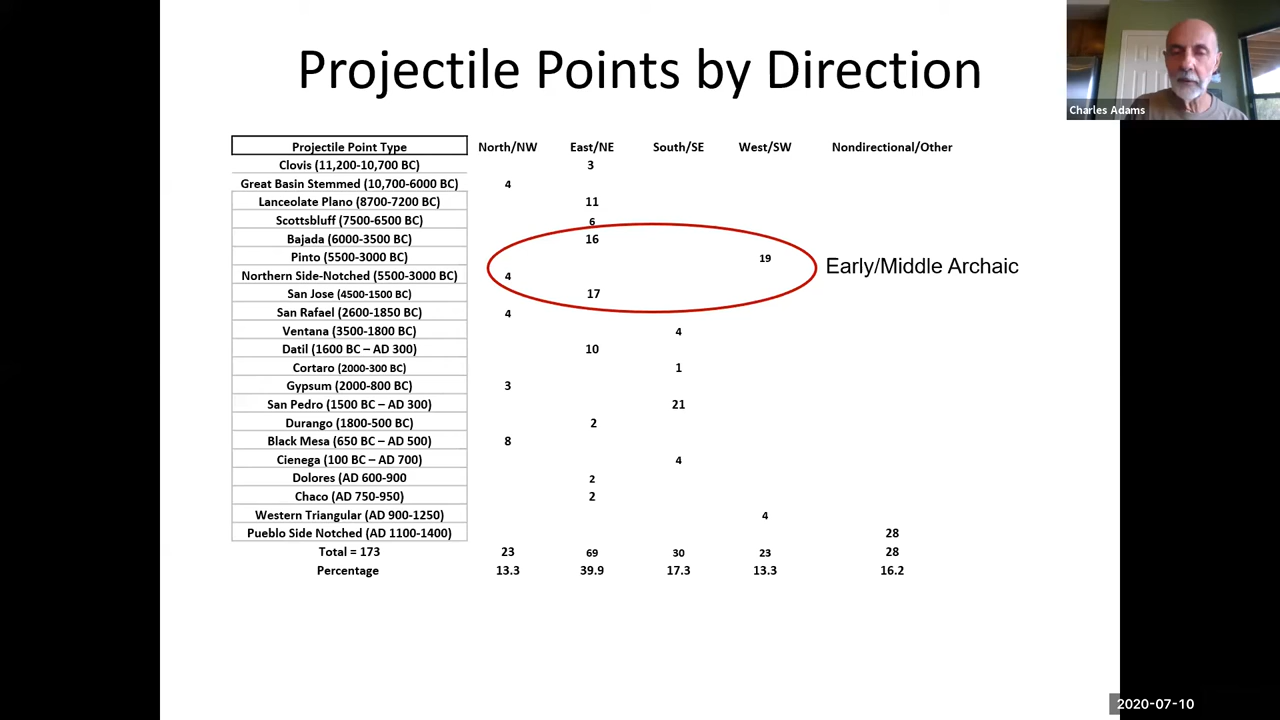 Projectile Points by Direction
Charles Adams
Projectile Point Type North/NW East/NE South/SE West/SW Nondirectional/Other
Clovis (11,200-10,700 BC) 3
Great Basin Stemmed (10,700-6000 BC) 4
Lanceolate Plano (8700-7200 BC) 11
Scottsbluff (7500-6500 BC) 6
Bajada (6000-3500 BC) 16
Pinto (5500-3000 BC) 19
Early/Middle Archaic
Northern Side-Notched (5500-3000 BC) 4
San Jose (4500-1500 BC) 17
San Rafael (2600-1850 BC) 4
Ventana (3500-1800 BC) 4
Datil (1600 BC – AD 300) 10
Cortaro (2000-300 BC) 1
Gypsum (2000-800 BC) 3
San Pedro (1500 BC – AD 300) 21
Durango (1800-500 BC) 2
Black Mesa (650 BC – AD 500) 8
Cienega (100 BC – AD 700) 4
Dolores (AD 600-900 2
Chaco (AD 750-950) 2
Western Triangular (AD 900-1250) 4
Pueblo Side Notched (AD 1100-1400) 28
Total = 173 23 69 30 23 28
Percentage 13.3 39.9 17.3 13.3 16.2
2020-07-10